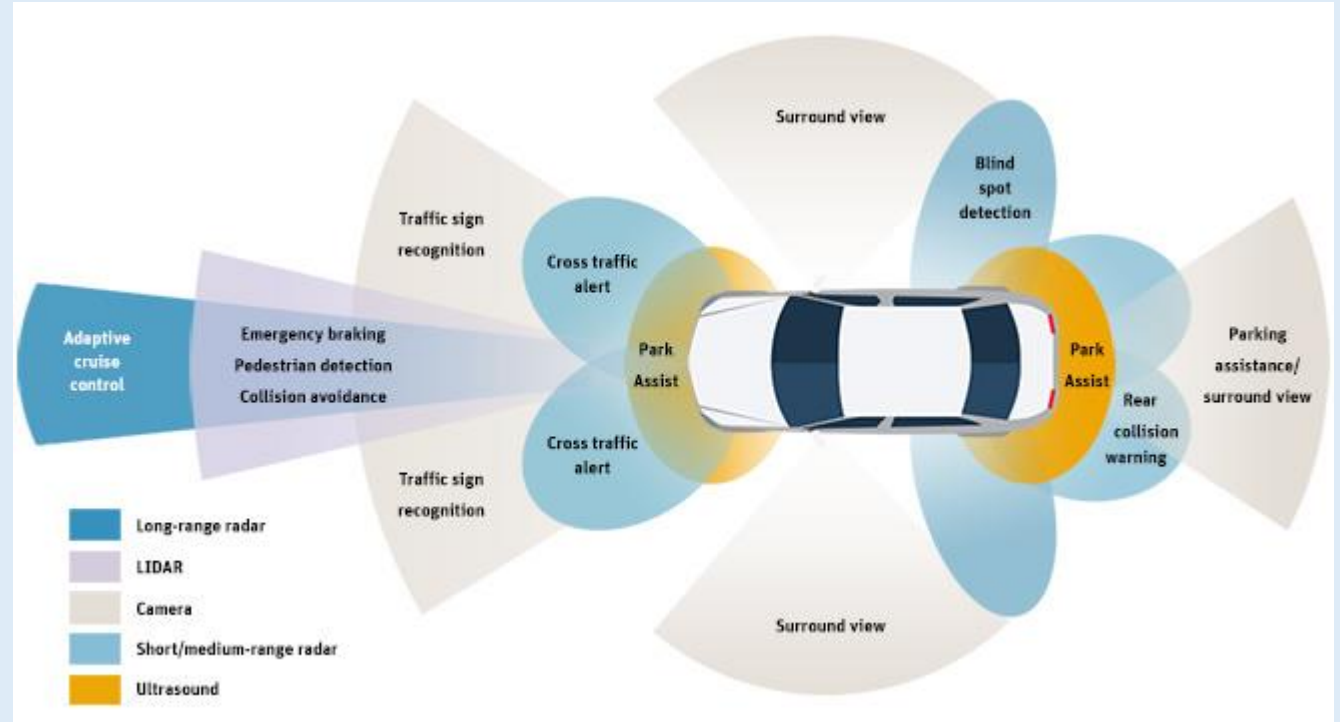 Surround view
Blind
spot
detection
Traffic sign
recognition
Cross traffic
alert
Adaptive
cruise
control
Emergency braking
Pedestrian detection
Collision avoidance
Park
Assist
Park
Assist
Parking
assistance/
surround view
Rear
collision
warning
Cross traffic
alert
Traffic sign
recognition
Surround view
Long-range radar
LIDAR
Camera
Short/medium-range radar
Ultrasound